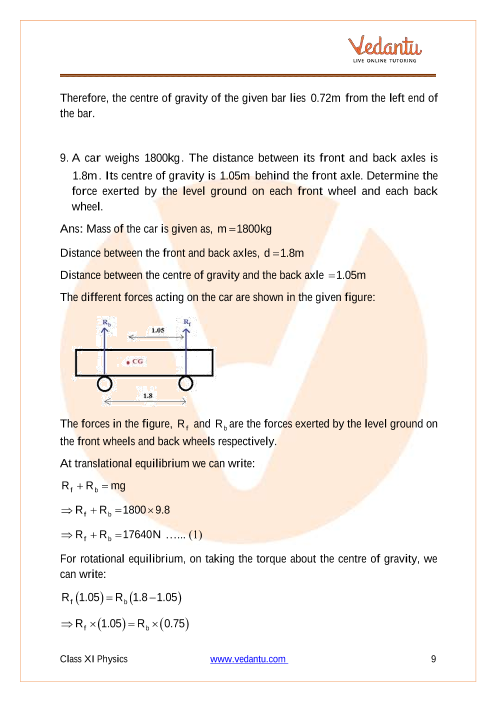 Vedantu
LIVE ONLINE TUTORING
Therefore, the centre of gravity of the given bar lies 0.72m from the left end of
the bar.
9. A car weighs 1800kg. The distance between its front and back axles is
1.8m. Its centre of gravity is 1.05m behind the front axle. Determine the
force exerted by the level ground on each front wheel and each back
wheel.
Ans: Mass of the car is given as, m=1800kg
Distance between the front and back axles, d=1.8m
Distance between the centre of gravity and the back axle =1.05m
The different forces acting on the car are shown in the given figure:
R_b R_f
1.05
CG
1.8
The forces in the figure, R_f and R_b are the forces exerted by the level ground on
the front wheels and back wheels respectively.
At translational equilibrium we can write:
R_f + R_b = mg
⇒ R_f + R_b = 1800×9.8
⇒ R_f + R_b = 17640N …... (1)
For rotational equilibrium, on taking the torque about the centre of gravity, we
can write:
R_f (1.05) = R_b (1.8−1.05)
⇒ R_f ×(1.05) = R_b ×(0.75)
Class XI Physics www.vedantu.com 9